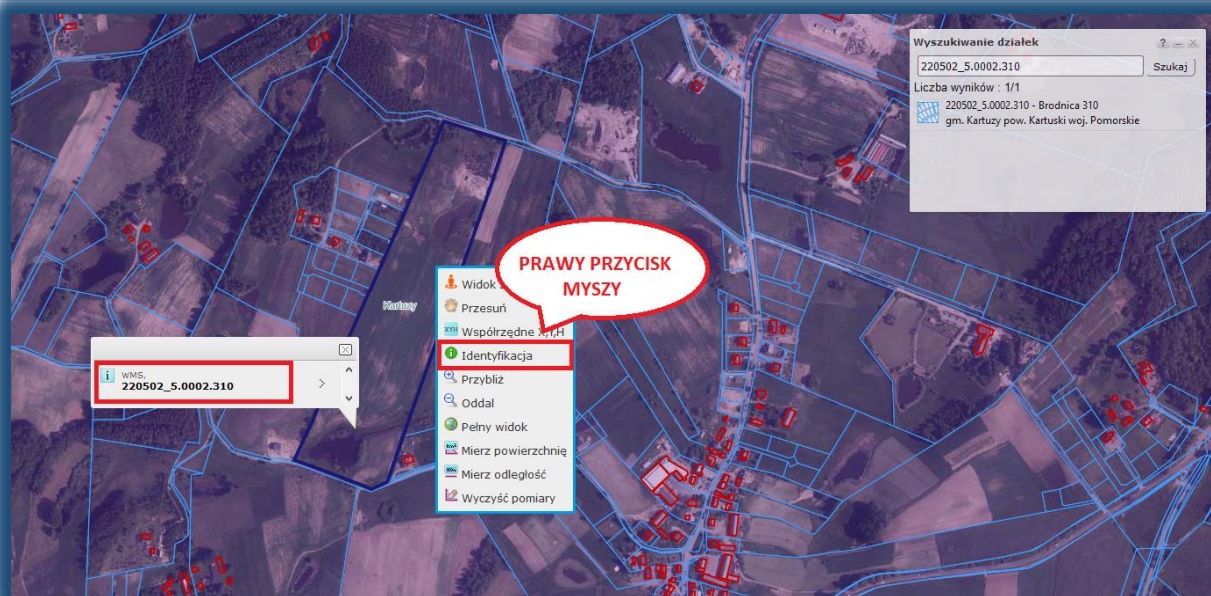 Wyszukiwanie działek
? – ×
220502_5.0002.310
Szukaj
Liczba wyników : 1/1
220502_5.0002.310 - Brodnica 310
gm. Kartuzy pow. Kartuski woj. Pomorskie
PRAWY PRZYCISK
MYSZY
Kartuzy
Widok
Przesuń
XYH Współrzędne X,Y,H
Identyfikacja
Przybliż
Oddal
Pełny widok
Mierz powierzchnię
Mierz odległość
Wyczyść pomiary
i WMS,
220502_5.0002.310